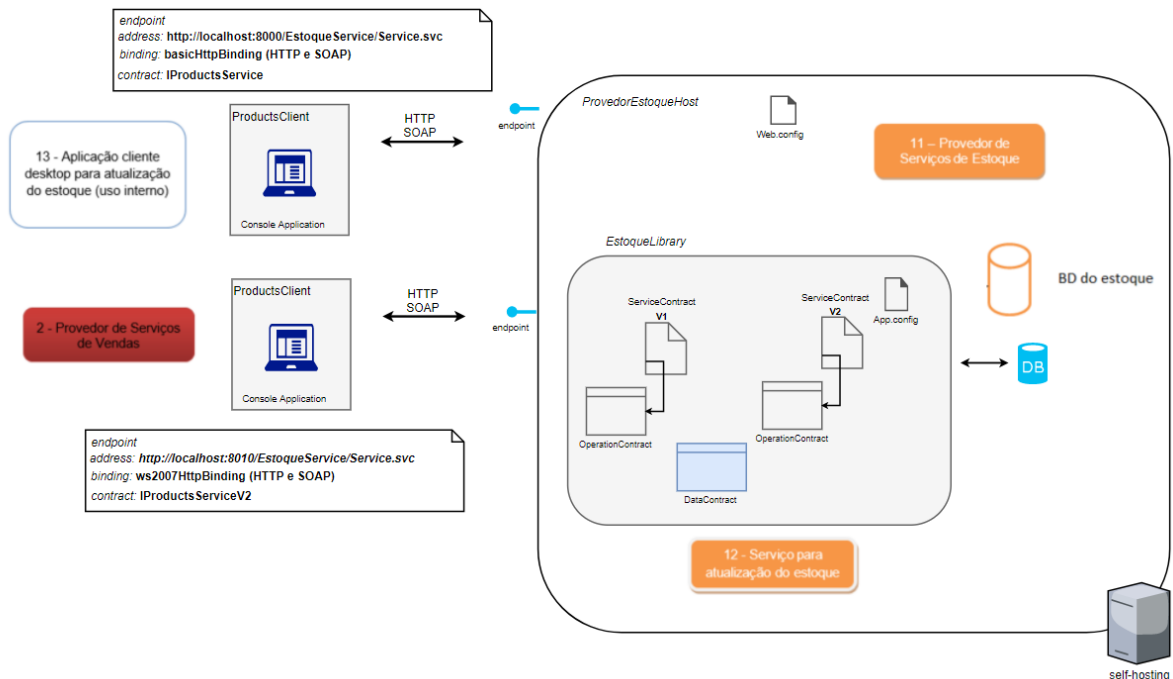 endpoint
address: http://localhost:8000/EstoqueService/Service.svc
binding: basicHttpBinding (HTTP e SOAP)
contract: IProductsService
13 - Aplicação cliente
desktop para atualização
do estoque (uso interno)
ProductsClient
Console Application
HTTP
SOAP
endpoint
ProvedorEstoqueHost
Web.config
11 – Provedor de
Serviços de Estoque
EstoqueLibrary
ServiceContract
V1
OperationContract
ServiceContract
V2
App.config
OperationContract
DataContract
BD do estoque
DB
12 - Serviço para
atualização do estoque
2 - Provedor de Serviços
de Vendas
ProductsClient
Console Application
HTTP
SOAP
endpoint
endpoint
address: http://localhost:8010/EstoqueService/Service.svc
binding: ws2007HttpBinding (HTTP e SOAP)
contract: IProductsServiceV2
self-hosting